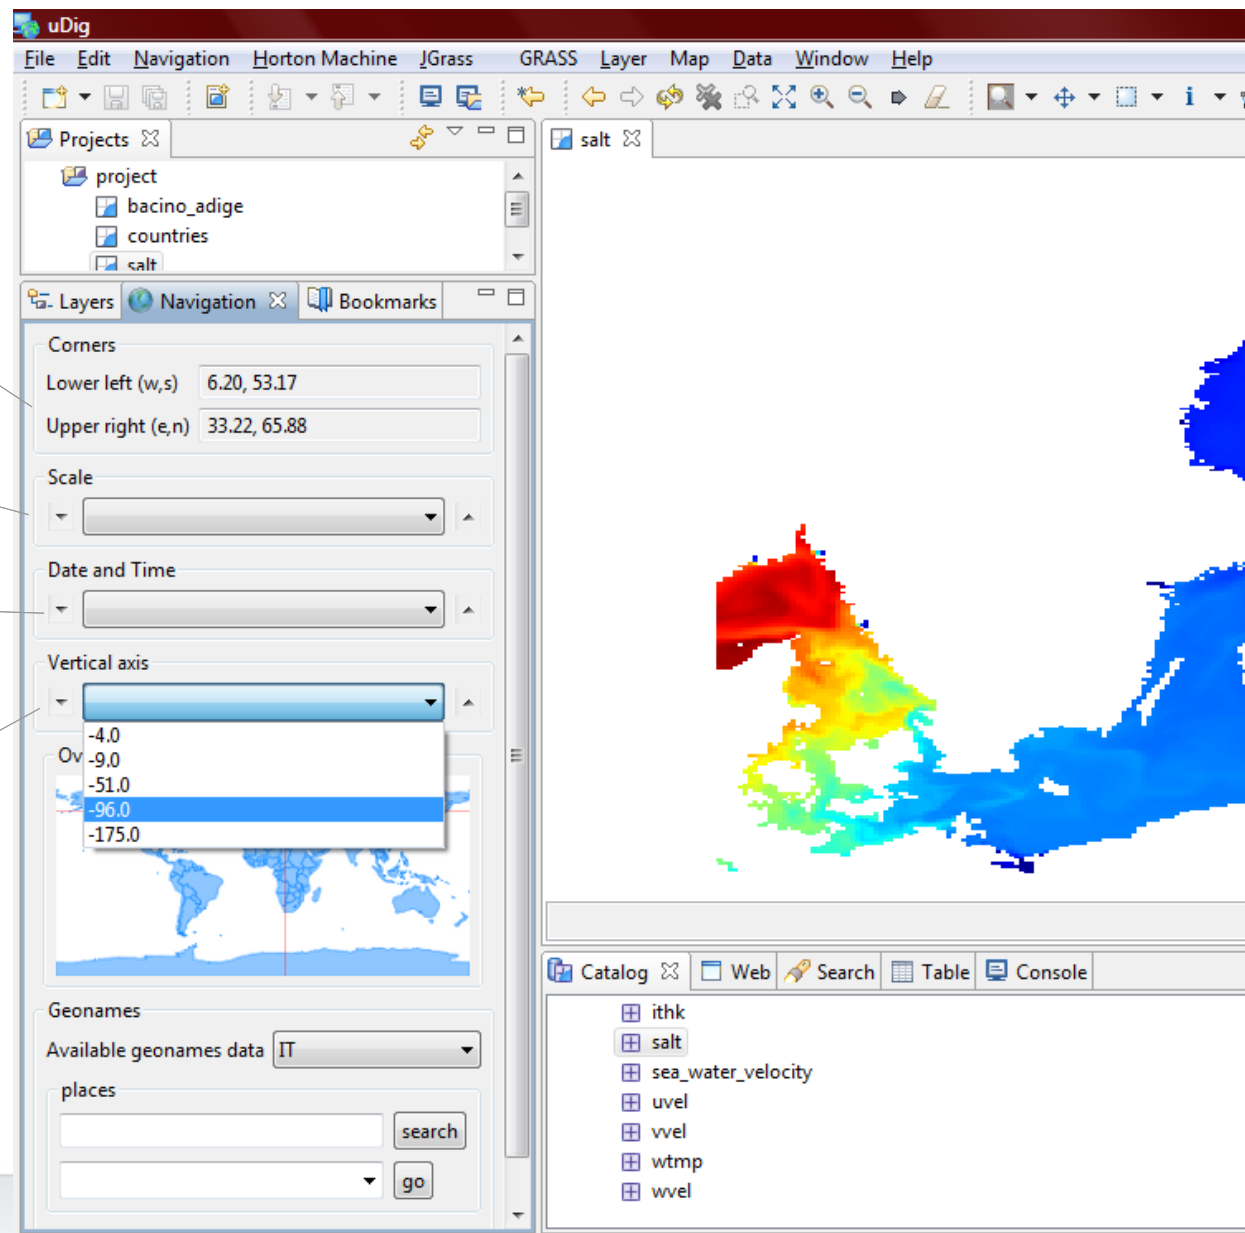 uDig
File Edit Navigation Horton Machine JGrass GRASS Layer Map Data Window Help
Projects
project
bacino_adige
countries
salt
Layers Navigation Bookmarks
Corners
Lower left (w,s) 6.20, 53.17
Upper right (e,n) 33.22, 65.88
Scale
Date and Time
Vertical axis
-4.0
Ov
-9.0
-51.0
-96.0
-175.0
Geonames
Available geonames data IT
places
search
go
salt
Catalog Web Search Table Console
ithk
salt
sea_water_velocity
uvel
vvel
wtmp
wvel